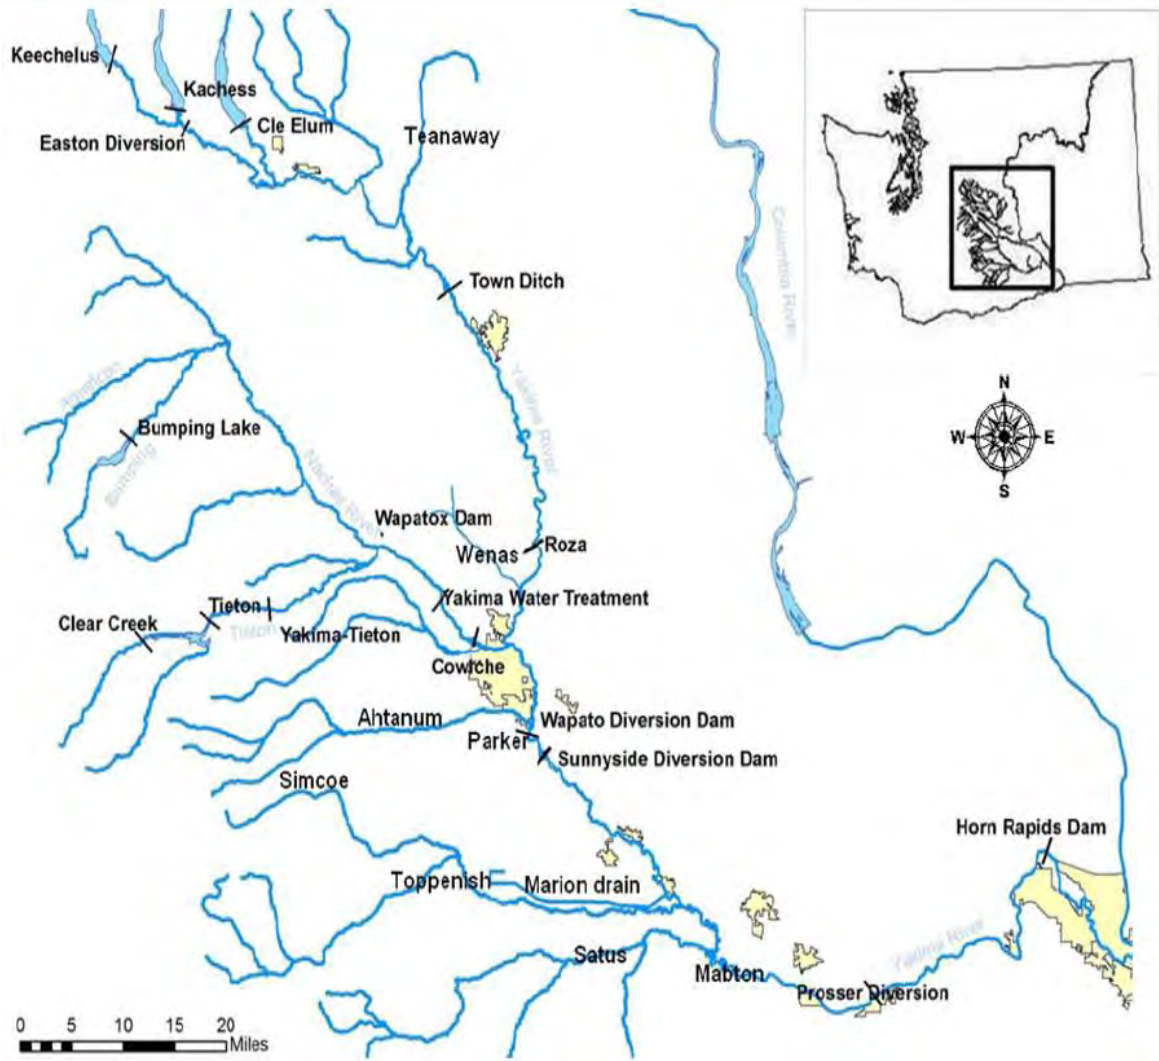 Keechelus
Kachess
Cle Elum
Easton Diversion
Teanaway
Columbia River
Town Ditch
Yakima River
American
N
W E
S
Bumping Lake
Bumping
Naches River
Wapatox Dam
Wenas
Roza
Yakima Water Treatment
Tieton
Clear Creek
Tieton
Yakima-Tieton
Cowiche
Ahtanum
Wapato Diversion Dam
Parker
Sunnyside Diversion Dam
Simcoe
Horn Rapids Dam
Toppenish
Marion drain
Yakima River
Satus
Mabton
Prosser Diversion
0 5 10 15 20
Miles